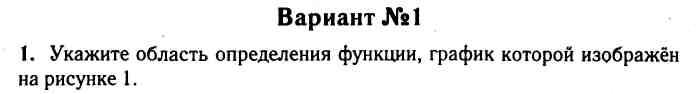 Вариант №1
1. Укажите область определения функции, график которой изображён
на рисунке 1.